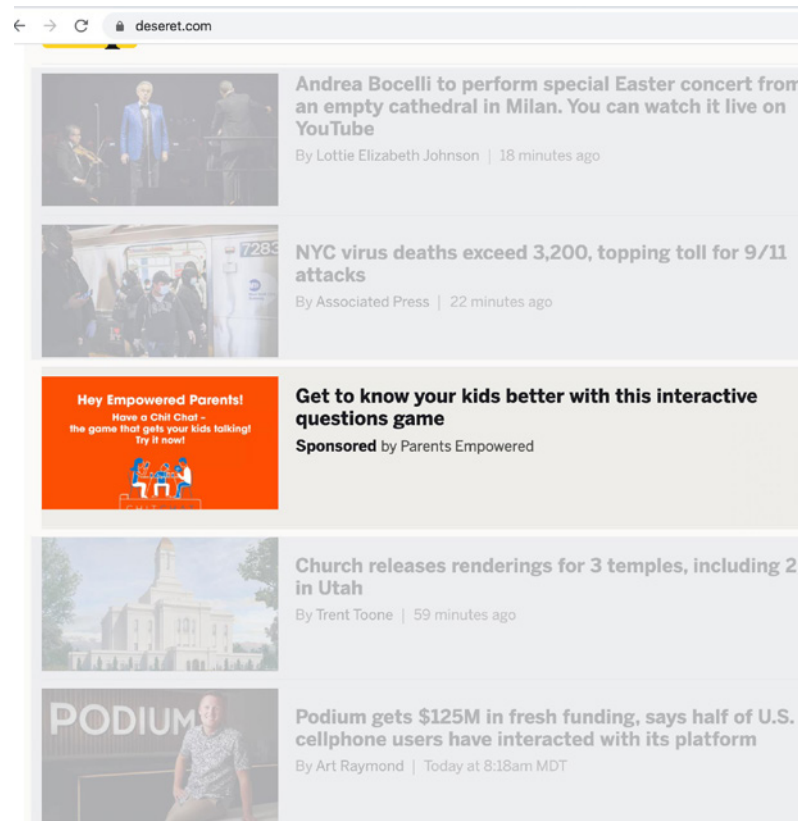 deseret.com
Andrea Bocelli to perform special Easter concert from
an empty cathedral in Milan. You can watch it live on
YouTube
By Lottie Elizabeth Johnson | 18 minutes ago
7283
NYC virus deaths exceed 3,200, topping toll for 9/11
attacks
By Associated Press | 22 minutes ago
Hey Empowered Parents!
Have a Chit Chat -
the game that gets your kids talking!
Try it now!
Get to know your kids better with this interactive
questions game
Sponsored by Parents Empowered
Church releases renderings for 3 temples, including 2
in Utah
By Trent Toone | 59 minutes ago
PODIUM
Podium gets $125M in fresh funding, says half of U.S.
cellphone users have interacted with its platform
By Art Raymond | Today at 8:18am MDT